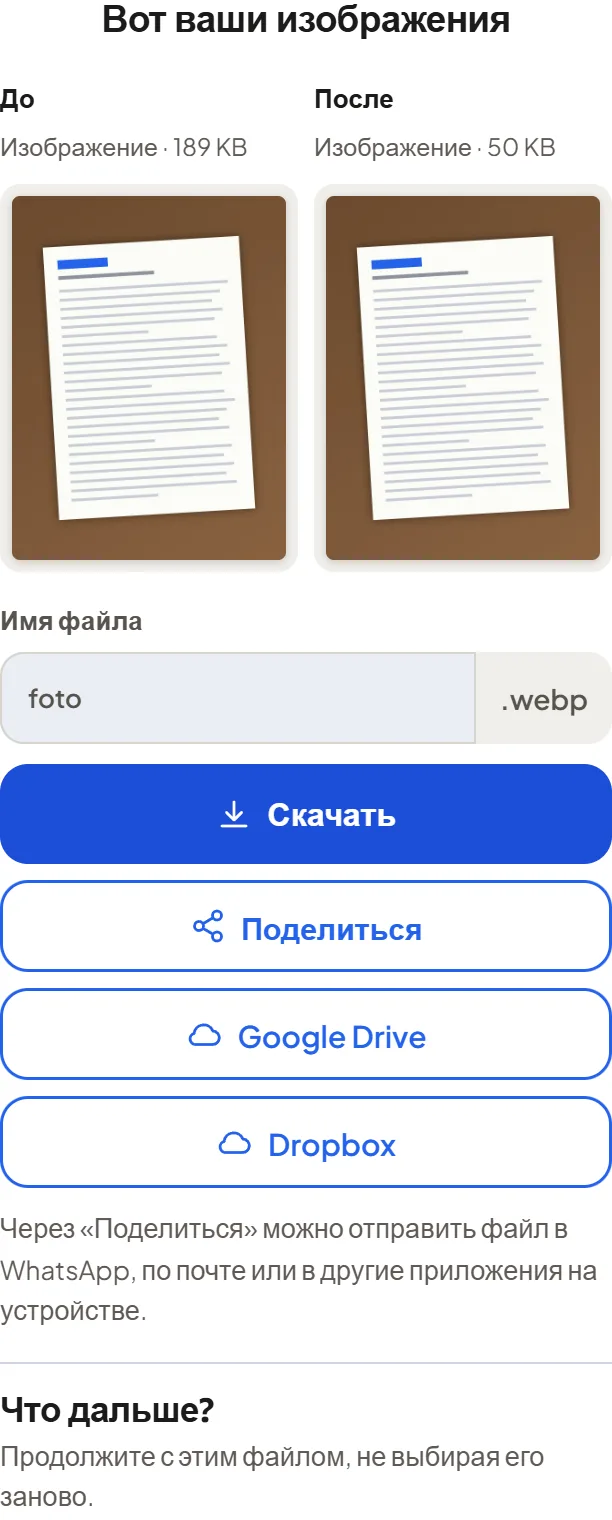 Вот ваши изображения
До
Изображение · 189 KB
После
Изображение · 50 KB
Имя файла
foto
.webp
Скачать
Поделиться
Google Drive
Dropbox
Через «Поделиться» можно отправить файл в
WhatsApp, по почте или в другие приложения на
устройстве.
Что дальше?
Продолжите с этим файлом, не выбирая его
заново.